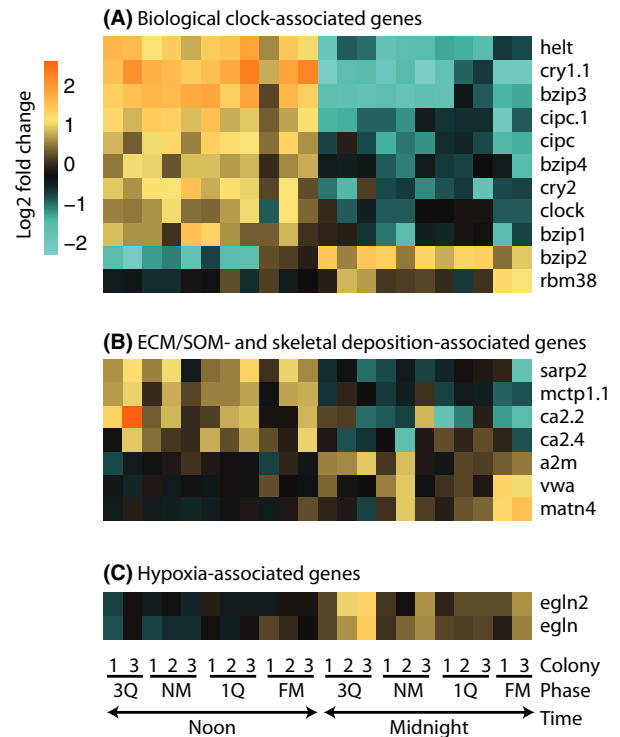 (A) Biological clock-associated genes
Log2 fold change
2
1
0
−1
−2
helt
cry1.1
bzip3
cipc.1
cipc
bzip4
cry2
clock
bzip1
bzip2
rbm38
(B) ECM/SOM- and skeletal deposition-associated genes
sarp2
mctp1.1
ca2.2
ca2.4
a2m
vwa
matn4
(C) Hypoxia-associated genes
egln2
egln
1 3 1 2 3 1 2 3 1 2 3 1 2 3 1 2 3 1 2 3 1 3 Colony
3Q NM 1Q FM 3Q NM 1Q FM Phase
Noon Midnight Time